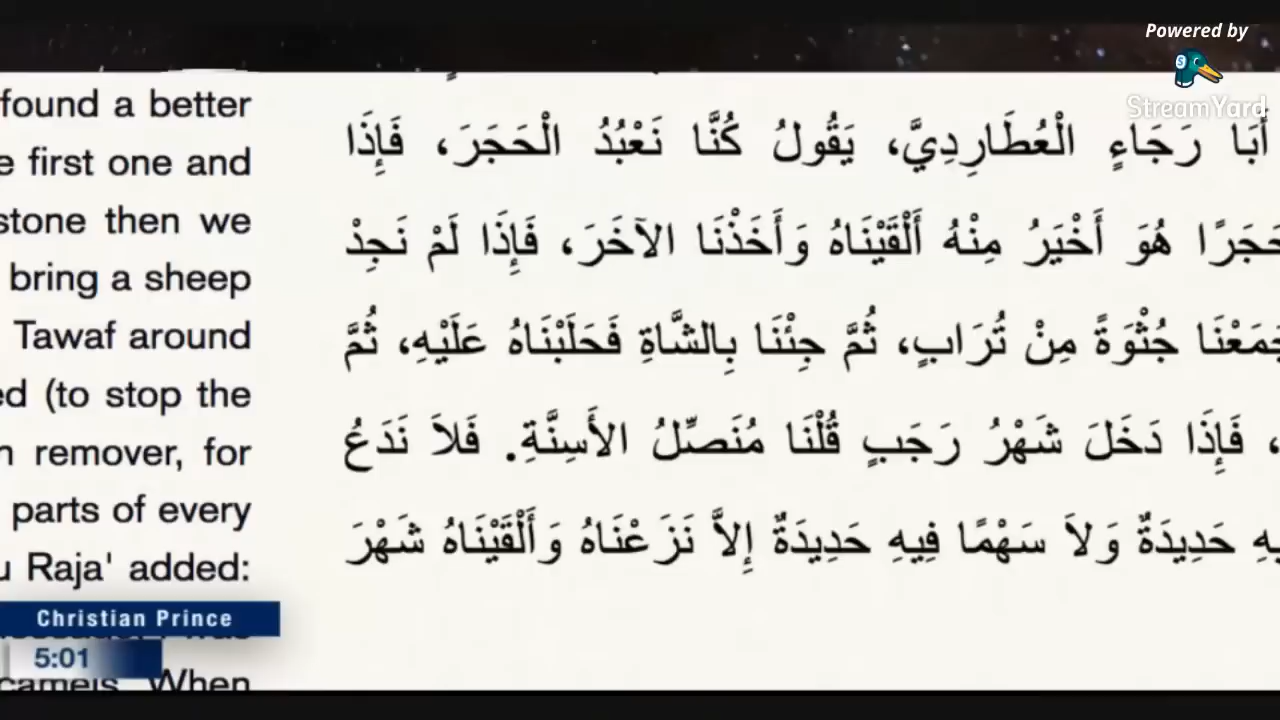 Powered by
StreamYard
found a better
first one and
stone then we
bring a sheep
Tawaf around
(to stop the
remover, for
parts of every
Raja' added:
When
أَبَا رَجَاءٍ الْعُطَارِدِيَّ، يَقُولُ كُنَّا نَعْبُدُ الْحَجَرَ، فَإِذَا
هُوَ أَخْيَرُ مِنْهُ أَلْقَيْنَاهُ وَأَخَذْنَا الآخَرَ، فَإِذَا لَمْ نَجِدْ
جُثْوَةً مِنْ تُرَابٍ، ثُمَّ جِئْنَا بِالشَّاةِ فَحَلَبْنَاهُ عَلَيْهِ، ثُمَّ
، فَإِذَا دَخَلَ شَهْرُ رَجَبٍ قُلْنَا مُنَصِّلُ الأَسِنَّةِ. فَلاَ نَدَعُ
حَدِيدَةٌ وَلاَ سَهْمًا فِيهِ حَدِيدَةٌ إِلاَّ نَزَعْنَاهُ وَأَلْقَيْنَاهُ شَهْرَ
Christian Prince
5:01